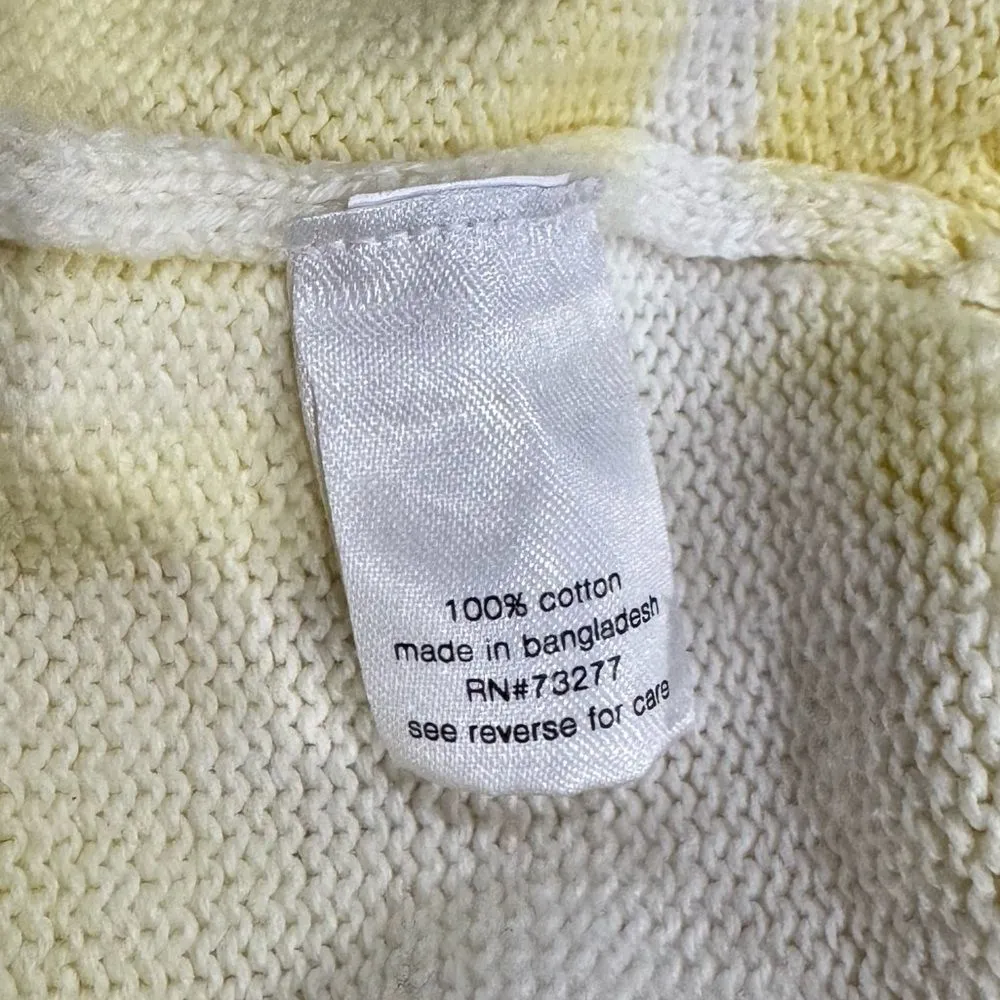 100% cotton
made in bangladesh
RN#73277
see reverse for care